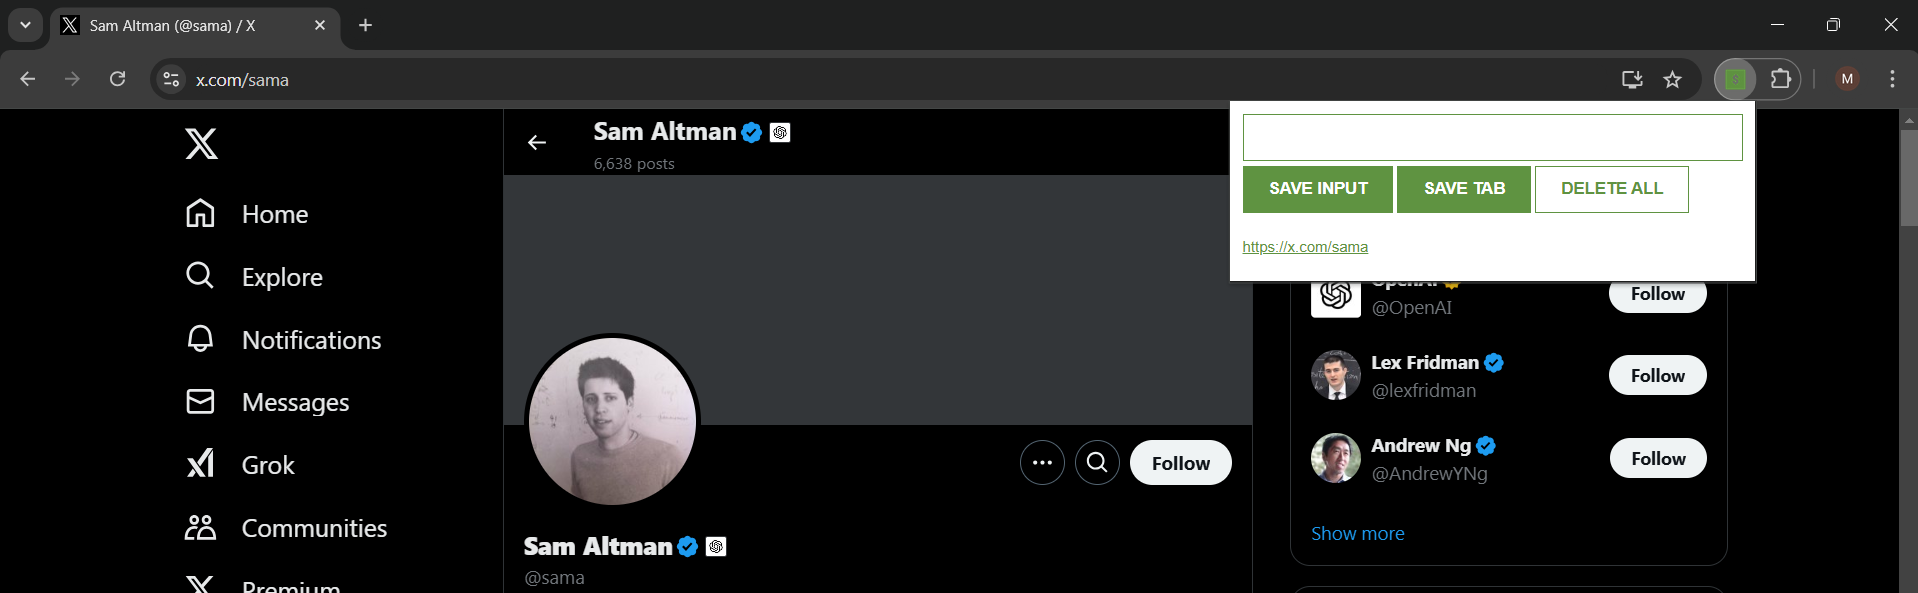 Sam Altman (@sama) / X
x.com/sama
M
Home
Explore
Notifications
Messages
Grok
Communities
Premium
Sam Altman
6,638 posts
Follow
Sam Altman
@sama
SAVE INPUT SAVE TAB DELETE ALL
https://x.com/sama
OpenAI
@OpenAI
Follow
Lex Fridman
@lexfridman
Follow
Andrew Ng
@AndrewYNg
Follow
Show more